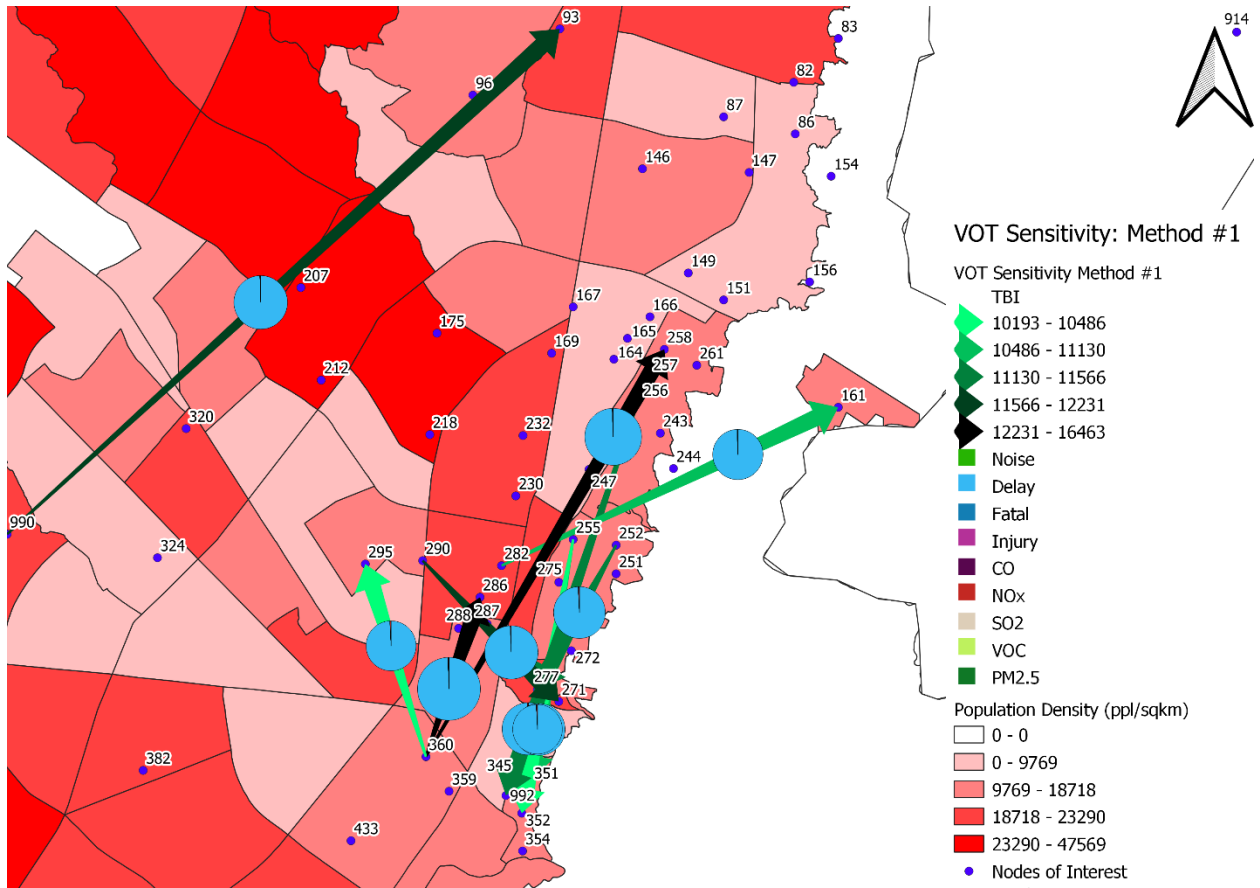 93
83
914
96
82
87
86
146
147
154
207
149
156
151
167
166
175
165
258
169
164
257
261
212
256
161
320
218
232
243
247
244
230
990
255
252
324
295
290
282
275
251
286
288
287
272
277
271
360
382
359
345
351
992
352
433
354
VOT Sensitivity: Method #1
VOT Sensitivity Method #1
TBI
10193 - 10486
10486 - 11130
11130 - 11566
11566 - 12231
12231 - 16463
Noise
Delay
Fatal
Injury
CO
NOx
SO2
VOC
PM2.5
Population Density (ppl/sqkm)
0 - 0
0 - 9769
9769 - 18718
18718 - 23290
23290 - 47569
Nodes of Interest